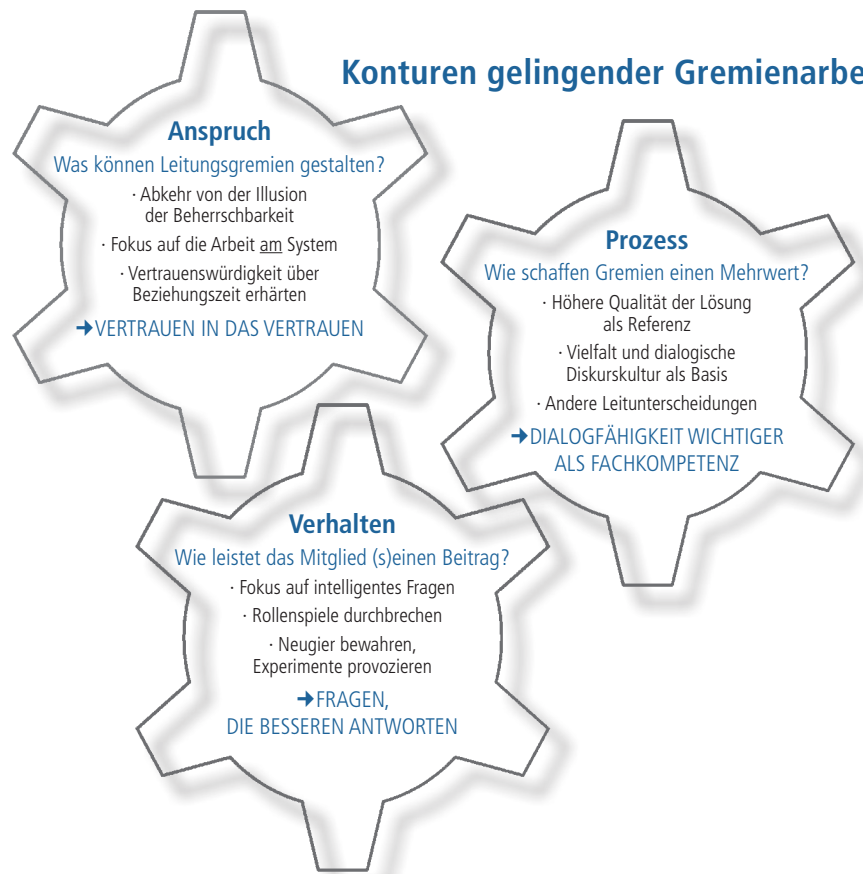 Konturen gelingender Gremienarbe
Anspruch
Was können Leitungsgremien gestalten?
· Abkehr von der Illusion
der Beherrschbarkeit
· Fokus auf die Arbeit am System
· Vertrauenswürdigkeit über
Beziehungszeit erhärten
➔VERTRAUEN IN DAS VERTRAUEN
Prozess
Wie schaffen Gremien einen Mehrwert?
· Höhere Qualität der Lösung
als Referenz
· Vielfalt und dialogische
Diskurskultur als Basis
· Andere Leitunterscheidungen
➔DIALOGFÄHIGKEIT WICHTIGER
ALS FACHKOMPETENZ
Verhalten
Wie leistet das Mitglied (s)einen Beitrag?
· Fokus auf intelligentes Fragen
· Rollenspiele durchbrechen
· Neugier bewahren,
Experimente provozieren
➔FRAGEN,
DIE BESSEREN ANTWORTEN